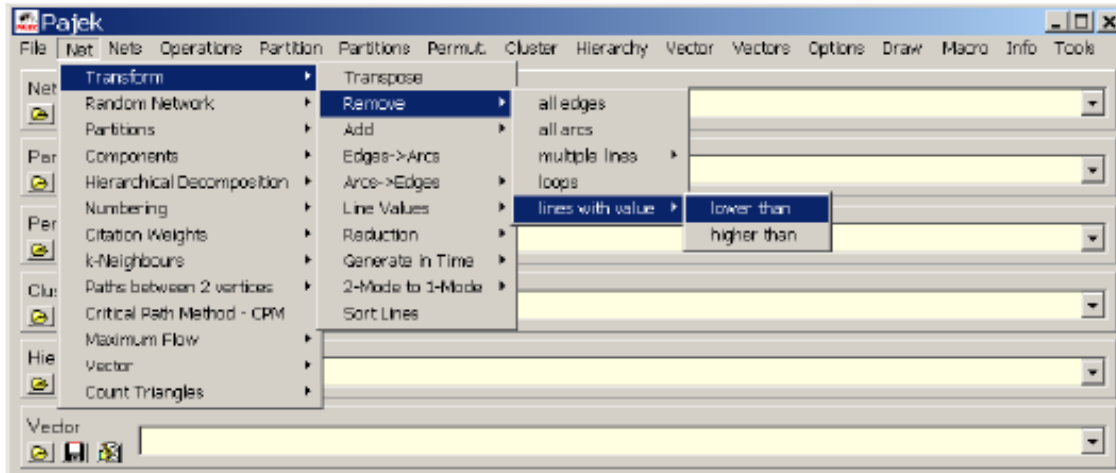 Pajek
File Net Nets Operations Partition Partitions Permut. Cluster Hierarchy Vector Vectors Options Draw Macro Info Tools
Net
Par
Per
Clus
Hie
Vector
Transform
Random Network
Partitions
Components
Hierarchical Decomposition
Numbering
Citation Weights
k-Neighbours
Paths between 2 vertices
Critical Path Method - CPM
Maximum Flow
Vector
Count Triangles
Transpose
Remove
Add
Edges->Arcs
Arcs->Edges
Line Values
Reduction
Generate in Time
2-Mode to 1-Mode
Sort Lines
all edges
all arcs
multiple lines
loops
lines with value
lower than
higher than